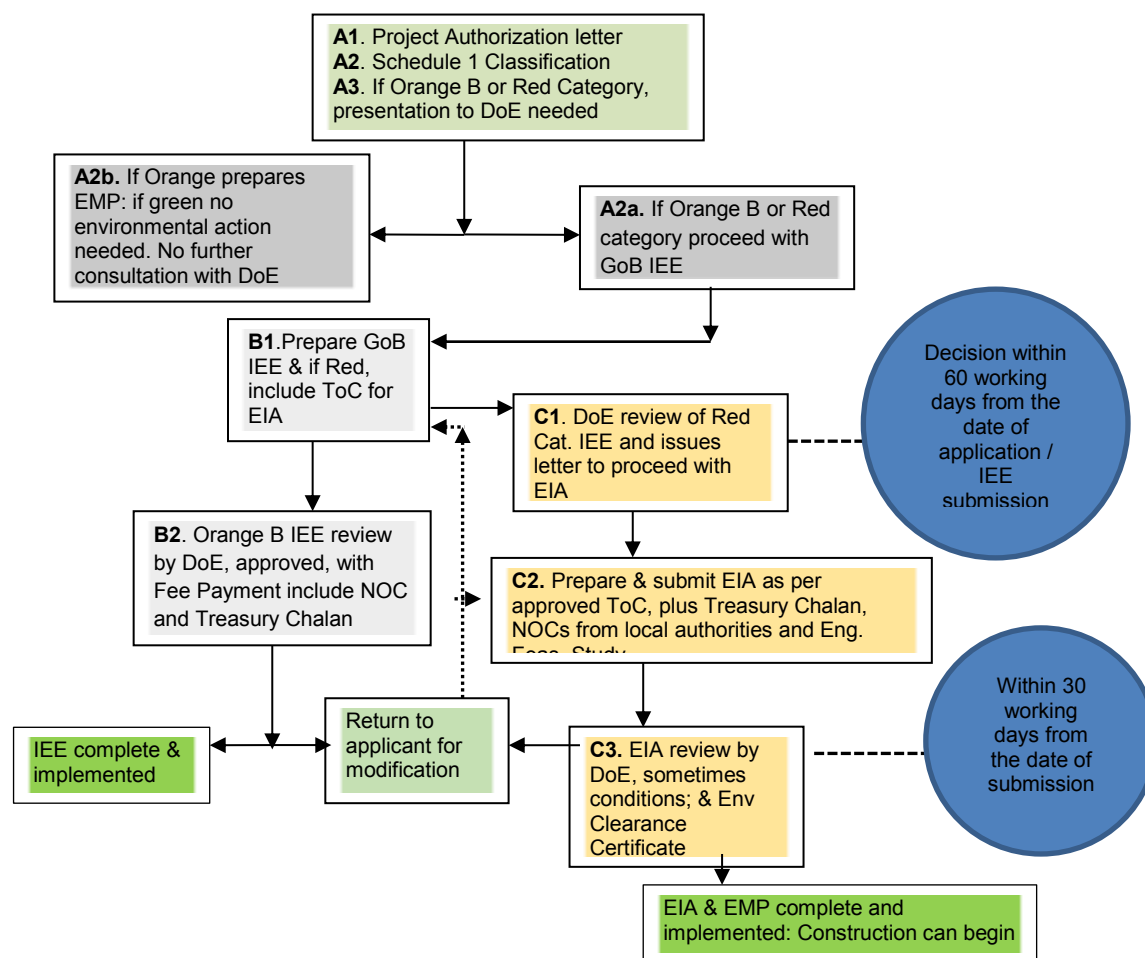 A1. Project Authorization letter
A2. Schedule 1 Classification
A3. If Orange B or Red Category,
presentation to DoE needed
A2b. If Orange prepares
EMP: if green no
environmental action
needed. No further
consultation with DoE
A2a. If Orange B or Red
category proceed with
GoB IEE
B1.Prepare GoB
IEE & if Red,
include ToC for
EIA
C1. DoE review of Red
Cat. IEE and issues
letter to proceed with
EIA
Decision within
60 working
days from the
date of
application /
IEE
submission
B2. Orange B IEE review
by DoE, approved, with
Fee Payment include NOC
and Treasury Chalan
C2. Prepare & submit EIA as per
approved ToC, plus Treasury Chalan,
NOCs from local authorities and Eng.
Feas. Study
IEE complete &
implemented
Return to
applicant for
modification
C3. EIA review by
DoE, sometimes
conditions; & Env
Clearance
Certificate
Within 30
working
days from
the date of
submission
EIA & EMP complete and
implemented: Construction can begin